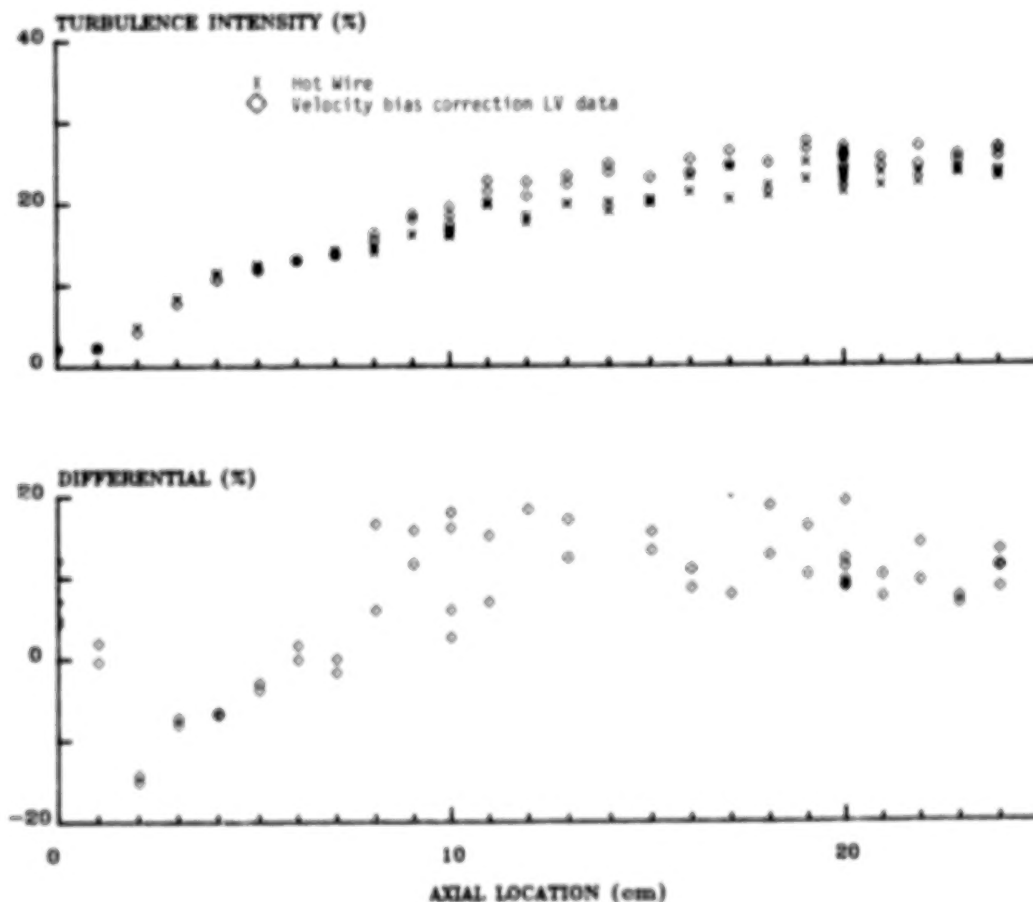 TURBULENCE INTENSITY (%)
40
Hot Wire
Velocity bias correction LV data
20
0
DIFFERENTIAL (%)
20
0
-20
0
10
20
AXIAL LOCATION (cm)